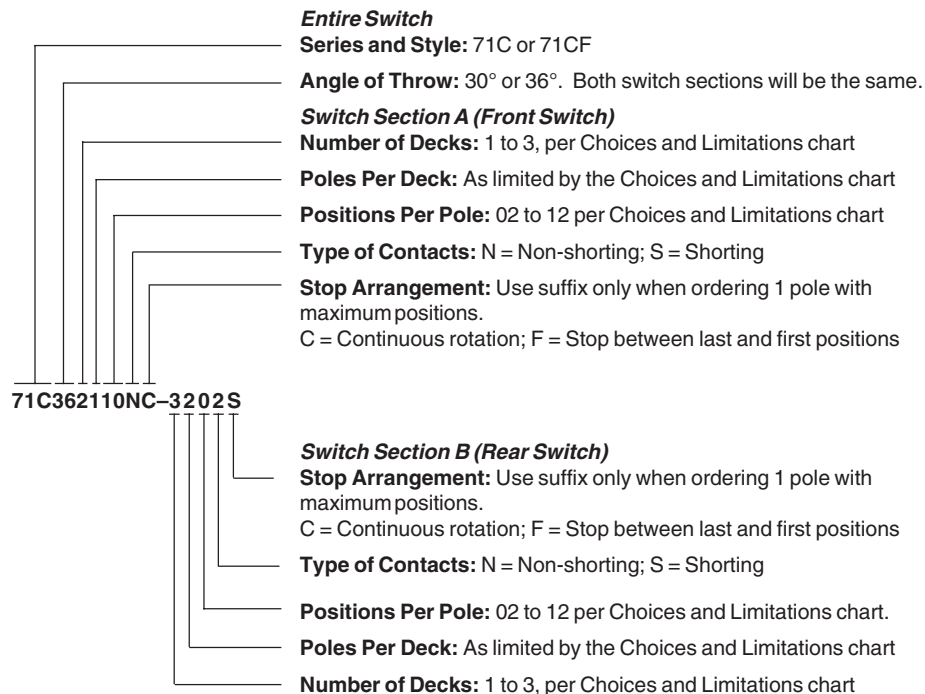 Entire Switch
Series and Style: 71C or 71CF
Angle of Throw: 30° or 36°. Both switch sections will be the same.
Switch Section A (Front Switch)
Number of Decks: 1 to 3, per Choices and Limitations chart
Poles Per Deck: As limited by the Choices and Limitations chart
Positions Per Pole: 02 to 12 per Choices and Limitations chart
Type of Contacts: N = Non-shorting; S = Shorting
Stop Arrangement: Use suffix only when ordering 1 pole with
maximum positions.
C = Continuous rotation; F = Stop between last and first positions
71C362110NC–3202S
Switch Section B (Rear Switch)
Stop Arrangement: Use suffix only when ordering 1 pole with
maximum positions.
C = Continuous rotation; F = Stop between last and first positions
Type of Contacts: N = Non-shorting; S = Shorting
Positions Per Pole: 02 to 12 per Choices and Limitations chart.
Poles Per Deck: As limited by the Choices and Limitations chart
Number of Decks: 1 to 3, per Choices and Limitations chart